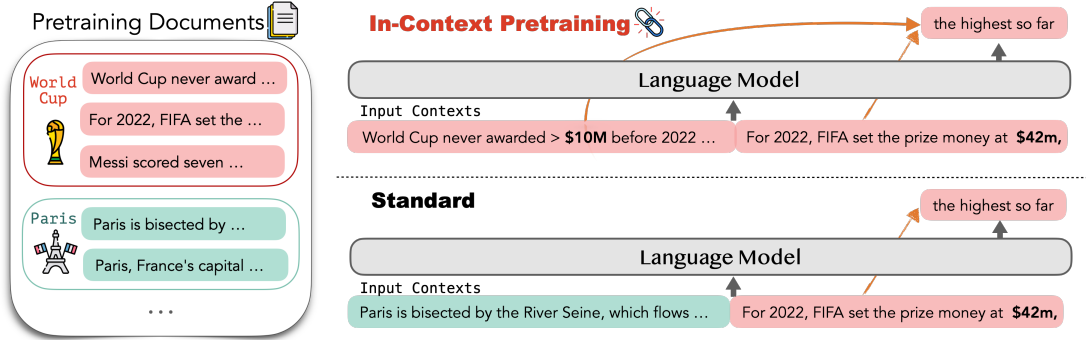 Pretraining Documents
World
Cup
World Cup never award ...
For 2022, FIFA set the ...
Messi scored seven ...
Paris
Paris is bisected by ...
Paris, France's capital ...
...
In-Context Pretraining
the highest so far
Language Model
Input Contexts
World Cup never awarded > $10M before 2022 ...
For 2022, FIFA set the prize money at $42m,
Standard
the highest so far
Language Model
Input Contexts
Paris is bisected by the River Seine, which flows ...
For 2022, FIFA set the prize money at $42m,